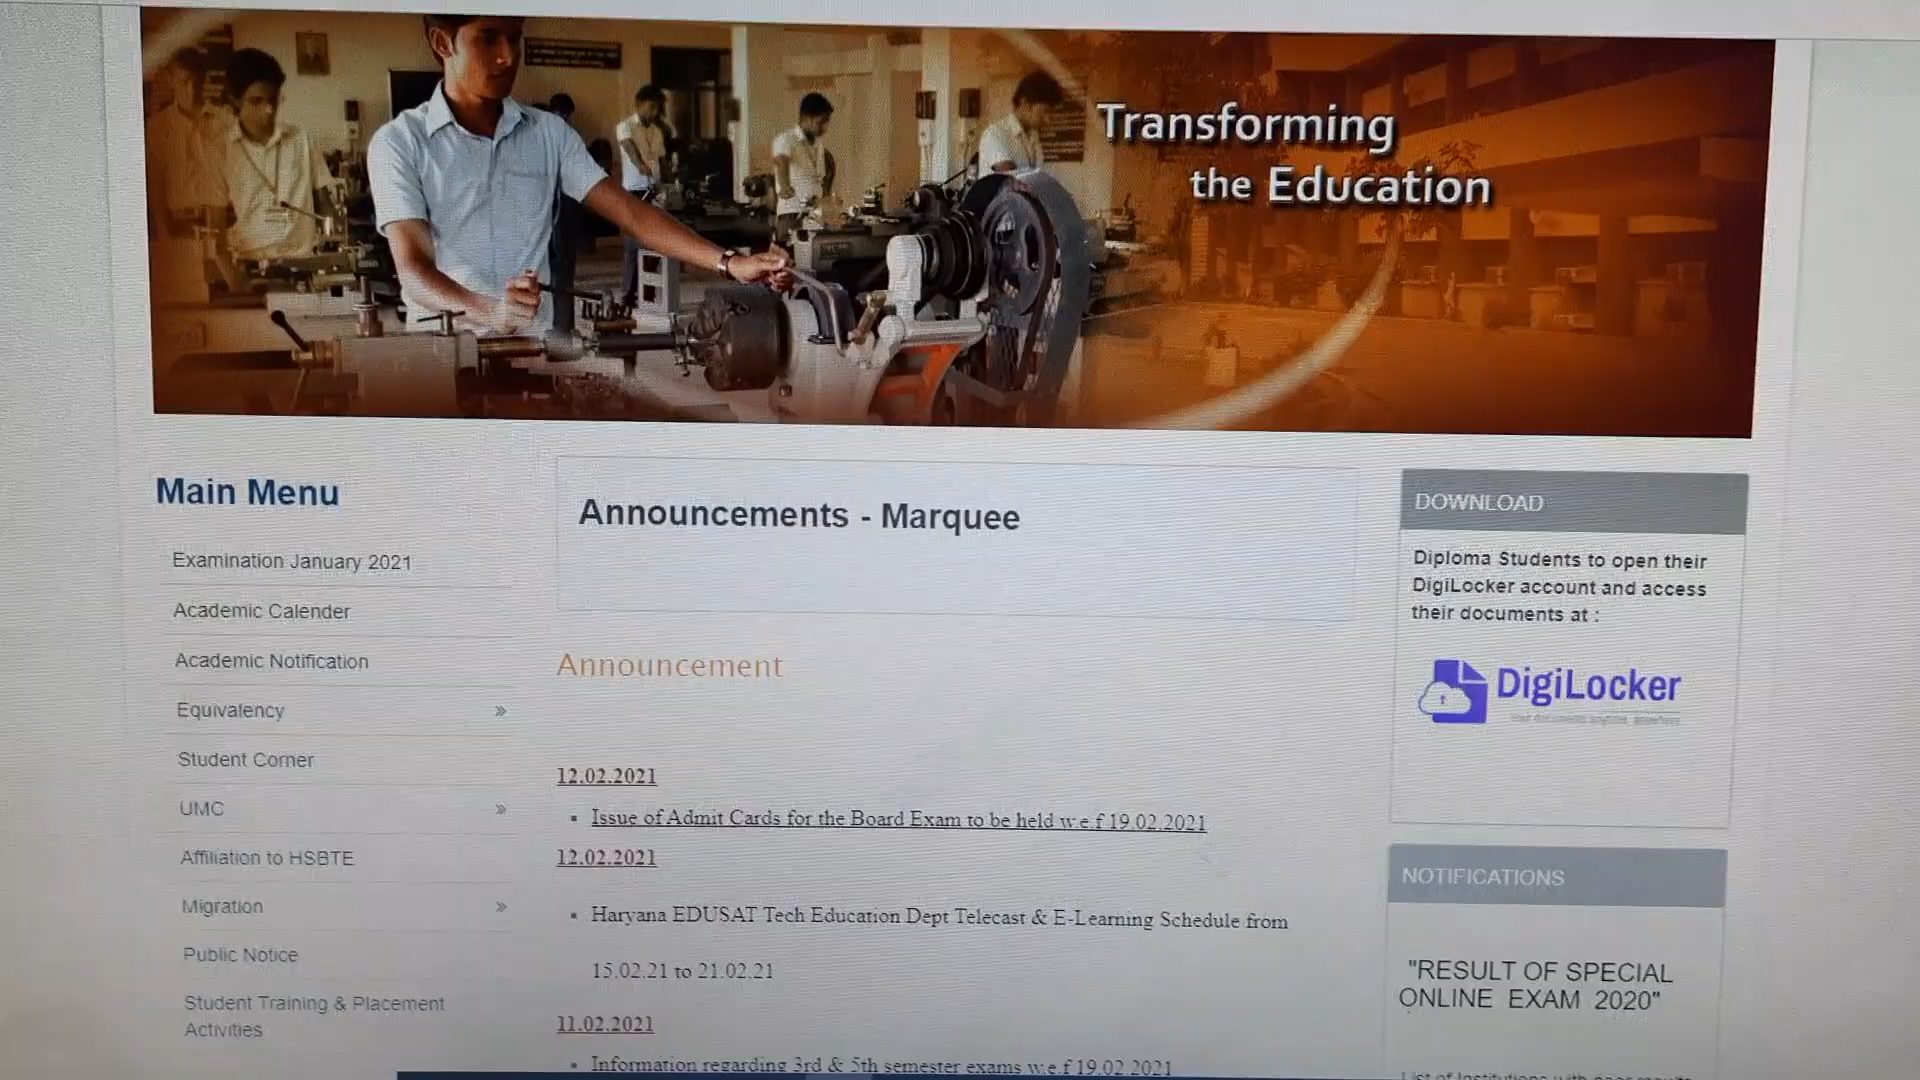 Transforming
the Education
Main Menu
Examination January 2021
Academic Calender
Academic Notification
Equivalency
Student Corner
UMC
Affiliation to HSBTE
Migration
Public Notice
Student Training & Placement
Activities
Announcements - Marquee
Announcement
12.02.2021
Issue of Admit Cards for the Board Exam to be held w.e.f 19.02.2021
12.02.2021
Haryana EDUSAT Tech Education Dept Telecast & E-Learning Schedule from
15.02.21 to 21.02.21
11.02.2021
Information regarding 3rd & 5th semester exams w.e.f 19.02.2021
DOWNLOAD
Diploma Students to open their
DigiLocker account and access
their documents at :
DigiLocker
NOTIFICATIONS
"RESULT OF SPECIAL
ONLINE EXAM 2020"
List of Institutions with